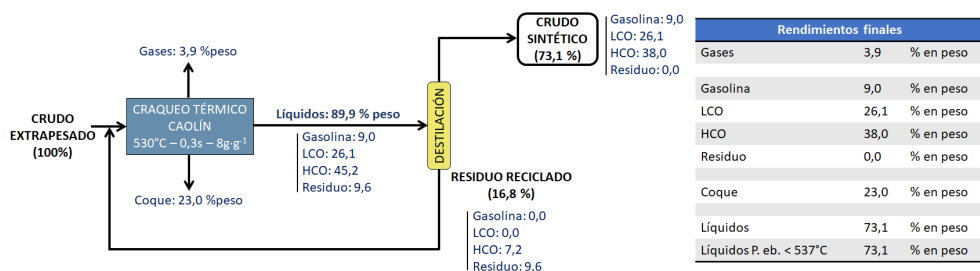 Gases: 3,9 %peso
CRUDO
EXTRAPESADO
(100%)
CRAQUEO TÉRMICO
CAOLÍN
530°C – 0,3s – 8g·g⁻¹
Coque: 23,0 %peso
Líquidos: 89,9 % peso
Gasolina: 9,0
LCO: 26,1
HCO: 45,2
Residuo: 9,6
DESTILACIÓN
CRUDO
SINTÉTICO
(73,1 %)
Gasolina: 9,0
LCO: 26,1
HCO: 38,0
Residuo: 0,0
RESIDUO RECICLADO
(16,8 %)
Gasolina: 0,0
LCO: 0,0
HCO: 7,2
Residuo: 9.6
Rendimientos finales
Gases 3,9 % en peso
Gasolina 9,0 % en peso
LCO 26,1 % en peso
HCO 38,0 % en peso
Residuo 0,0 % en peso
Coque 23,0 % en peso
Líquidos 73,1 % en peso
Líquidos P. eb. < 537°C 73,1 % en peso